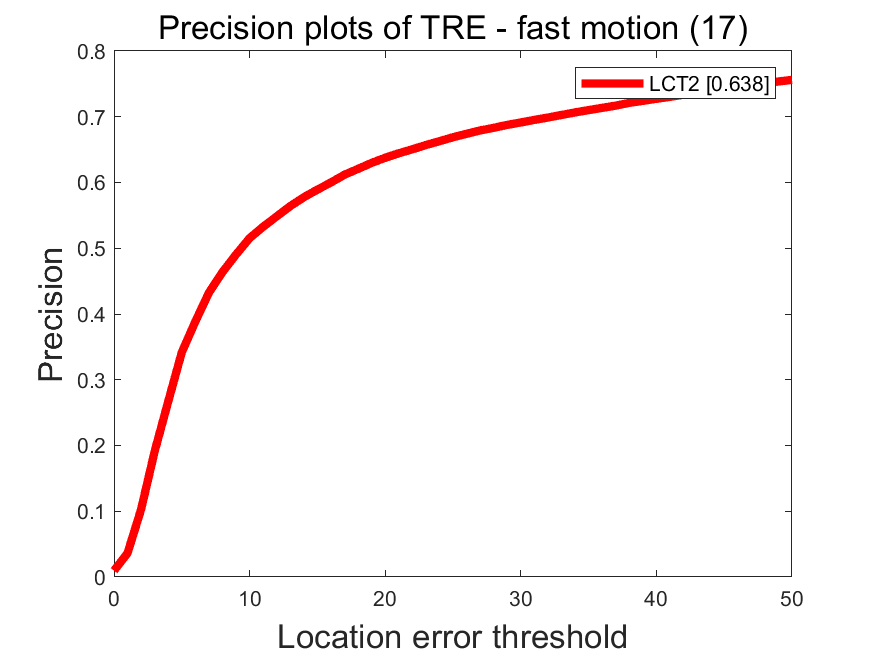 Precision plots of TRE - fast motion (17)
LCT2 [0.638]
0.8
0.7
0.6
0.5
0.4
0.3
0.2
0.1
0
Precision
0 10 20 30 40 50
Location error threshold